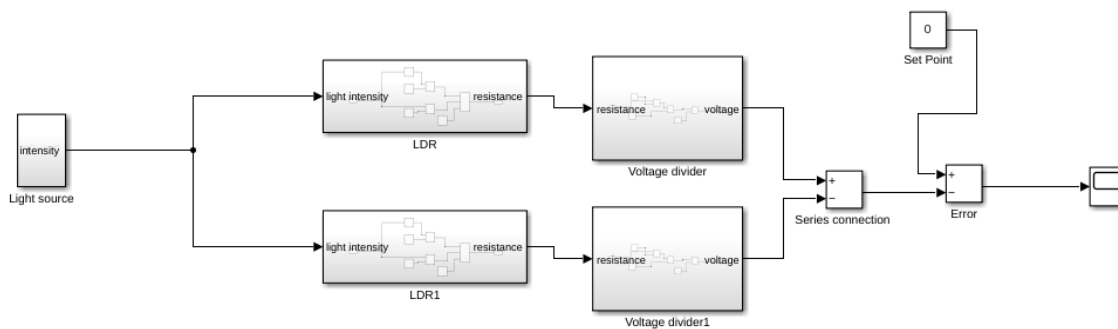 0
Set Point
light intensity
resistance
LDR
resistance
voltage
Voltage divider
intensity
Light source
+
−
Series connection
+
−
Error
light intensity
resistance
LDR1
resistance
voltage
Voltage divider1